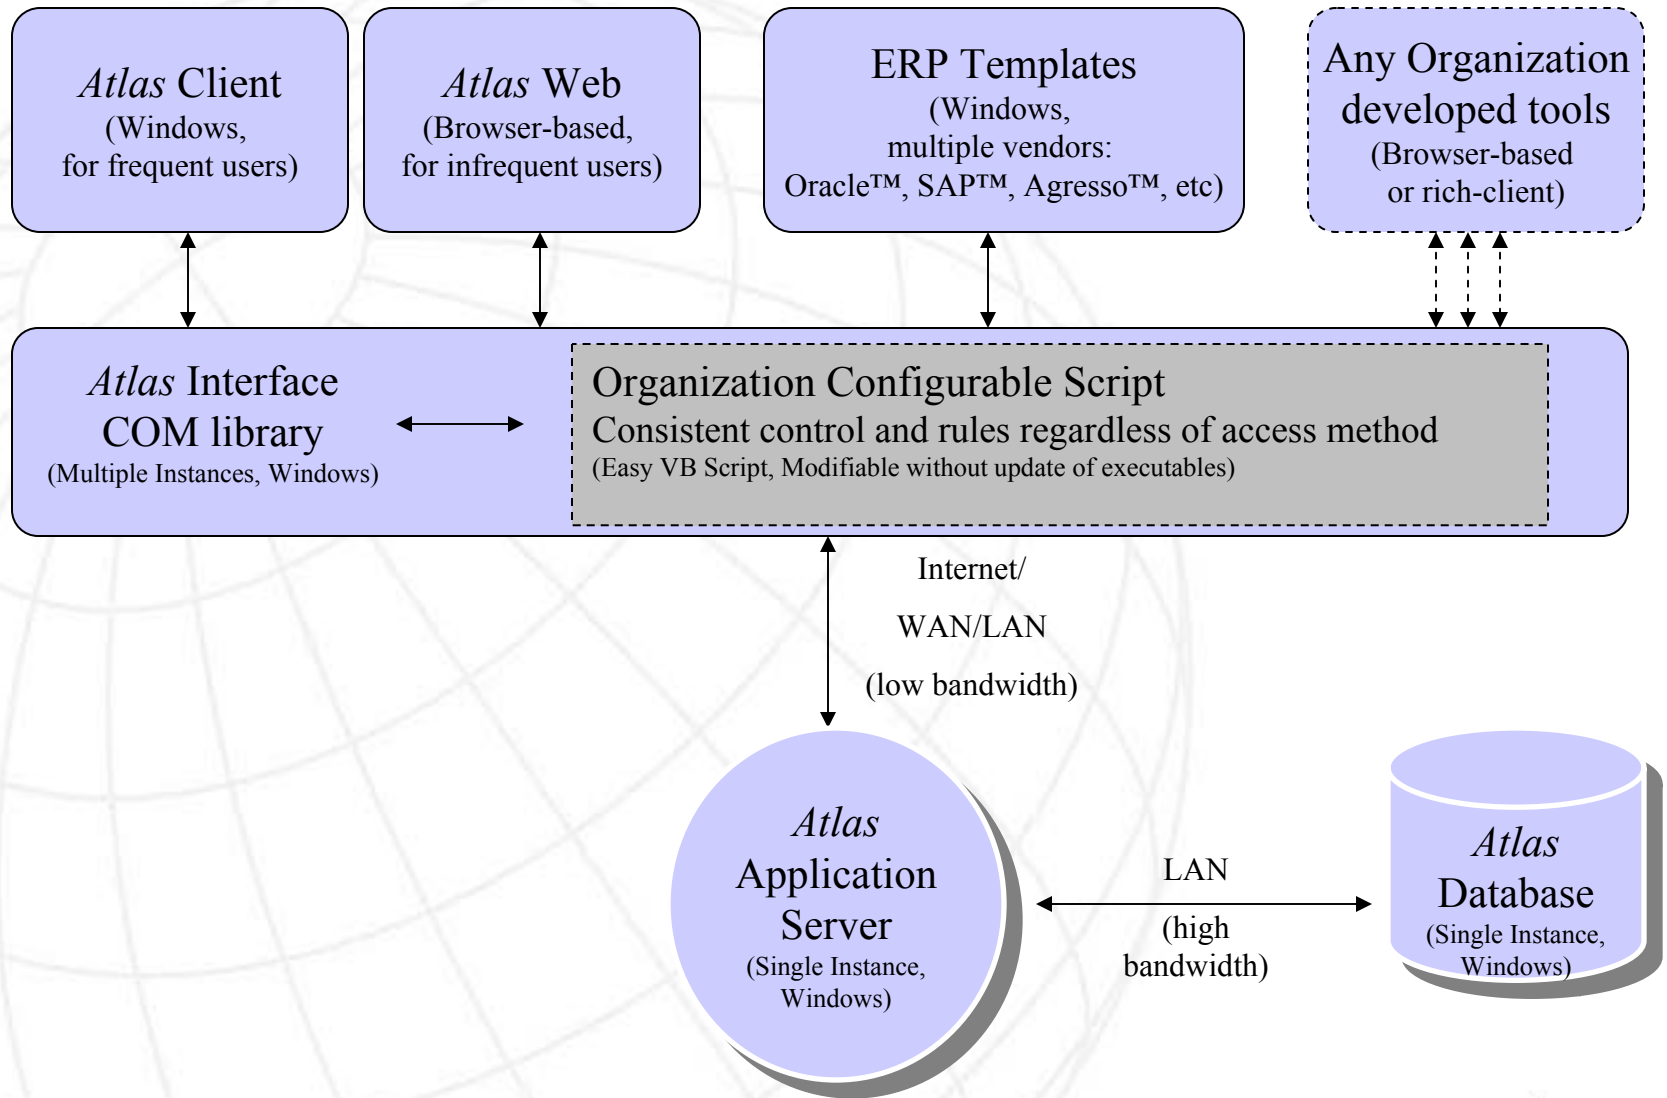 Atlas Client
(Windows,
for frequent users)
Atlas Web
(Browser-based,
for infrequent users)
ERP Templates
(Windows,
multiple vendors:
Oracle™, SAP™, Agresso™, etc)
Any Organization
developed tools
(Browser-based
or rich-client)
Atlas Interface
COM library
(Multiple Instances, Windows)
Organization Configurable Script
Consistent control and rules regardless of access method
(Easy VB Script, Modifiable without update of executables)
Internet/
WAN/LAN
(low bandwidth)
Atlas
Application
Server
(Single Instance,
Windows)
LAN
(high
bandwidth)
Atlas
Database
(Single Instance,
Windows)